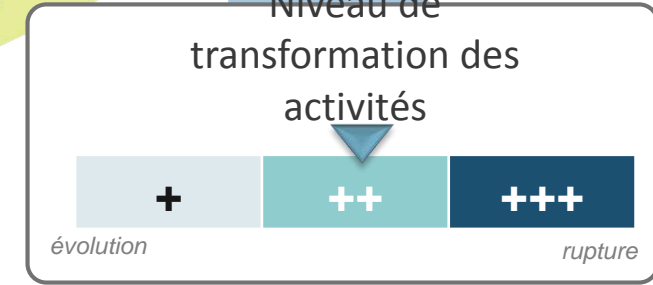 Niveau de
transformation des
activités
+ ++ +++
évolution rupture